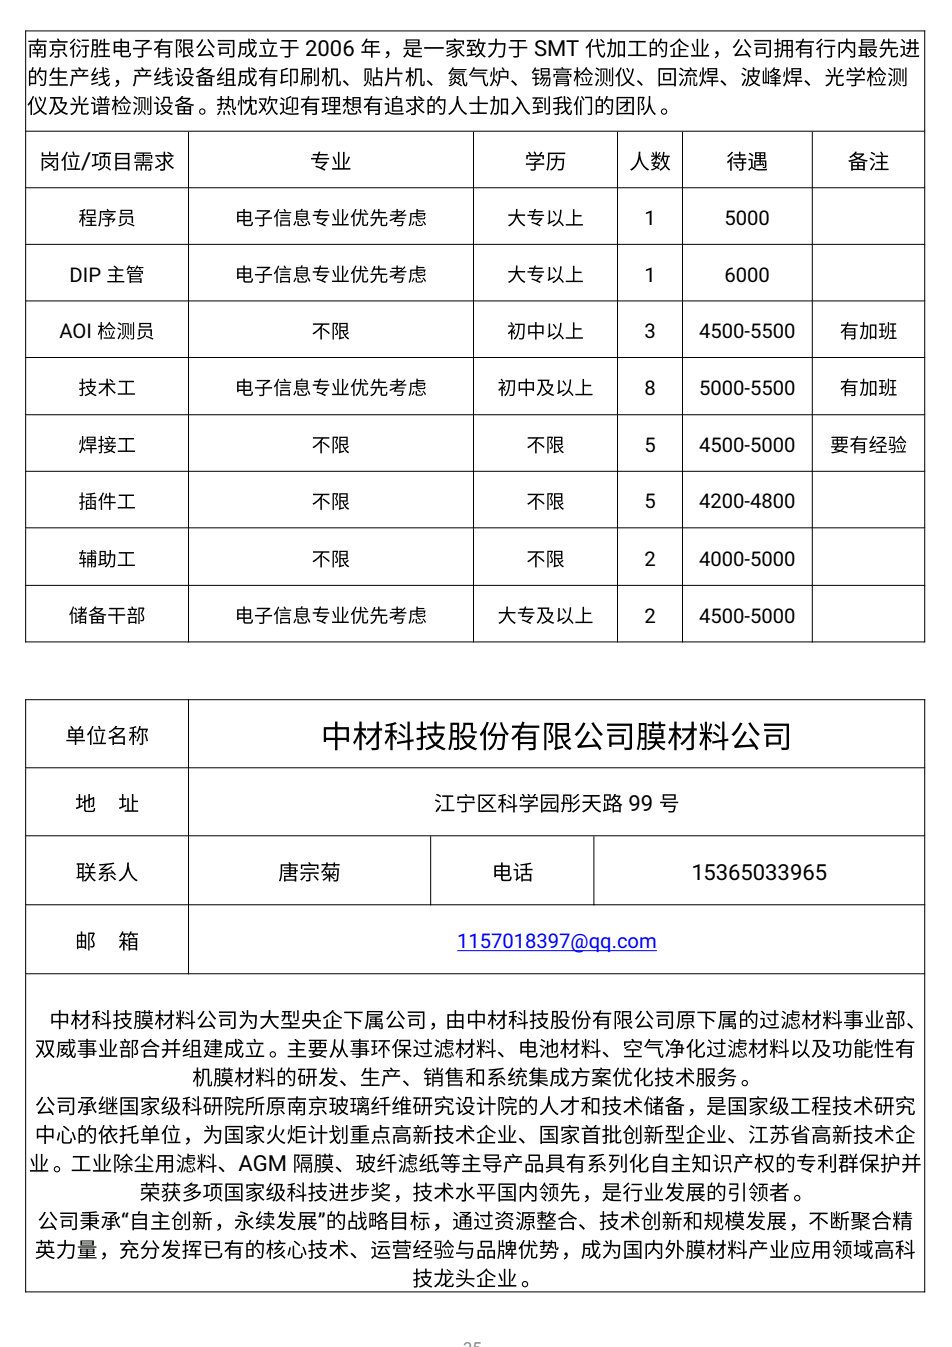 南京衍胜电子有限公司成立于 2006 年，是一家致力于 SMT 代加工的企业，公司拥有行内最先进
的生产线，产线设备组成有印刷机、贴片机、氮气炉、锡膏检测仪、回流焊、波峰焊、光学检测
仪及光谱检测设备。热忱欢迎有理想有追求的人士加入到我们的团队。
岗位/项目需求 专业 学历 人数 待遇 备注
程序员 电子信息专业优先考虑 大专以上 1 5000
DIP 主管 电子信息专业优先考虑 大专以上 1 6000
AOI 检测员 不限 初中以上 3 4500-5500 有加班
技术工 电子信息专业优先考虑 初中及以上 8 5000-5500 有加班
焊接工 不限 不限 5 4500-5000 要有经验
插件工 不限 不限 5 4200-4800
辅助工 不限 不限 2 4000-5000
储备干部 电子信息专业优先考虑 大专及以上 2 4500-5000
单位名称 中材科技股份有限公司膜材料公司
地 址 江宁区科学园彤天路 99 号
联系人 唐宗菊 电话 15365033965
邮 箱 1157018397@qq.com
中材科技膜材料公司为大型央企下属公司，由中材科技股份有限公司原下属的过滤材料事业部、
双威事业部合并组建成立。主要从事环保过滤材料、电池材料、空气净化过滤材料以及功能性有
机膜材料的研发、生产、销售和系统集成方案优化技术服务。
公司承继国家级科研院所原南京玻璃纤维研究设计院的人才和技术储备，是国家级工程技术研究
中心的依托单位，为国家火炬计划重点高新技术企业、国家首批创新型企业、江苏省高新技术企
业。工业除尘用滤料、AGM 隔膜、玻纤滤纸等主导产品具有系列化自主知识产权的专利群保护并
荣获多项国家级科技进步奖，技术水平国内领先，是行业发展的引领者。
公司秉承“自主创新，永续发展”的战略目标，通过资源整合、技术创新和规模发展，不断聚合精
英力量，充分发挥已有的核心技术、运营经验与品牌优势，成为国内外膜材料产业应用领域高科
技龙头企业。